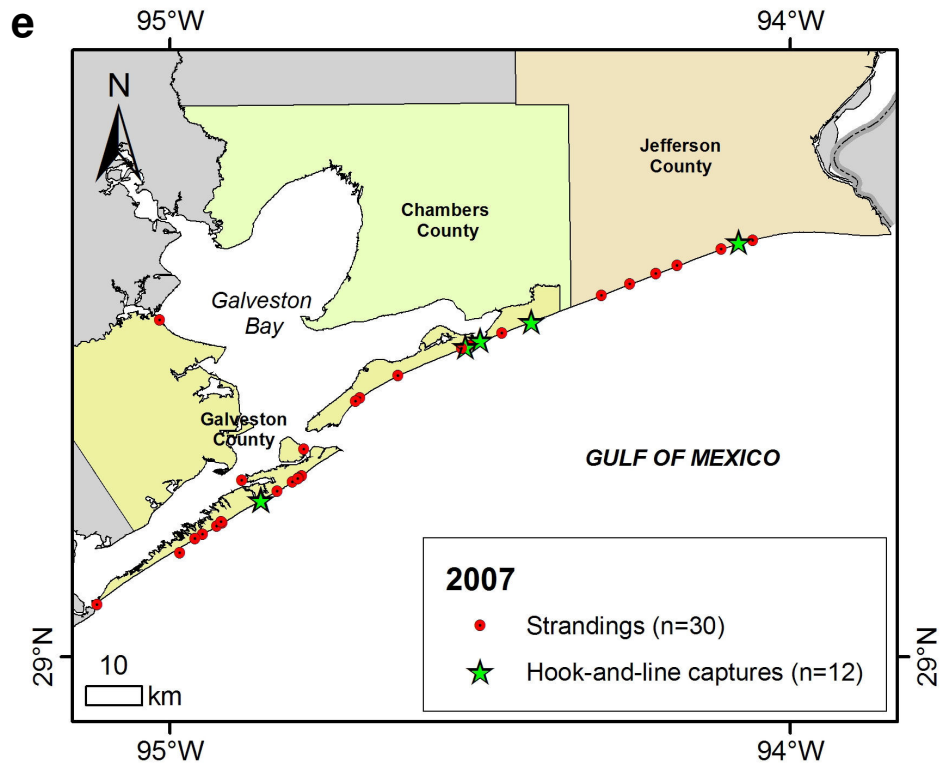 e
95°W
94°W
N
Jefferson
County
Chambers
County
Galveston
Bay
Galveston
County
GULF OF MEXICO
2007
Strandings (n=30)
Hook-and-line captures (n=12)
29°N
29°N
10
km
95°W
94°W